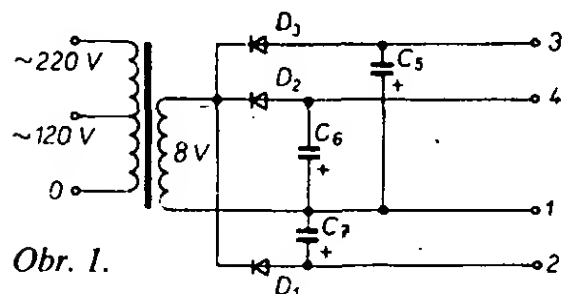 D3 3
C5
+
~220 V D2 4
~120 V C6
8 V +
0 1
C7
+
Obr. 1. D1 2